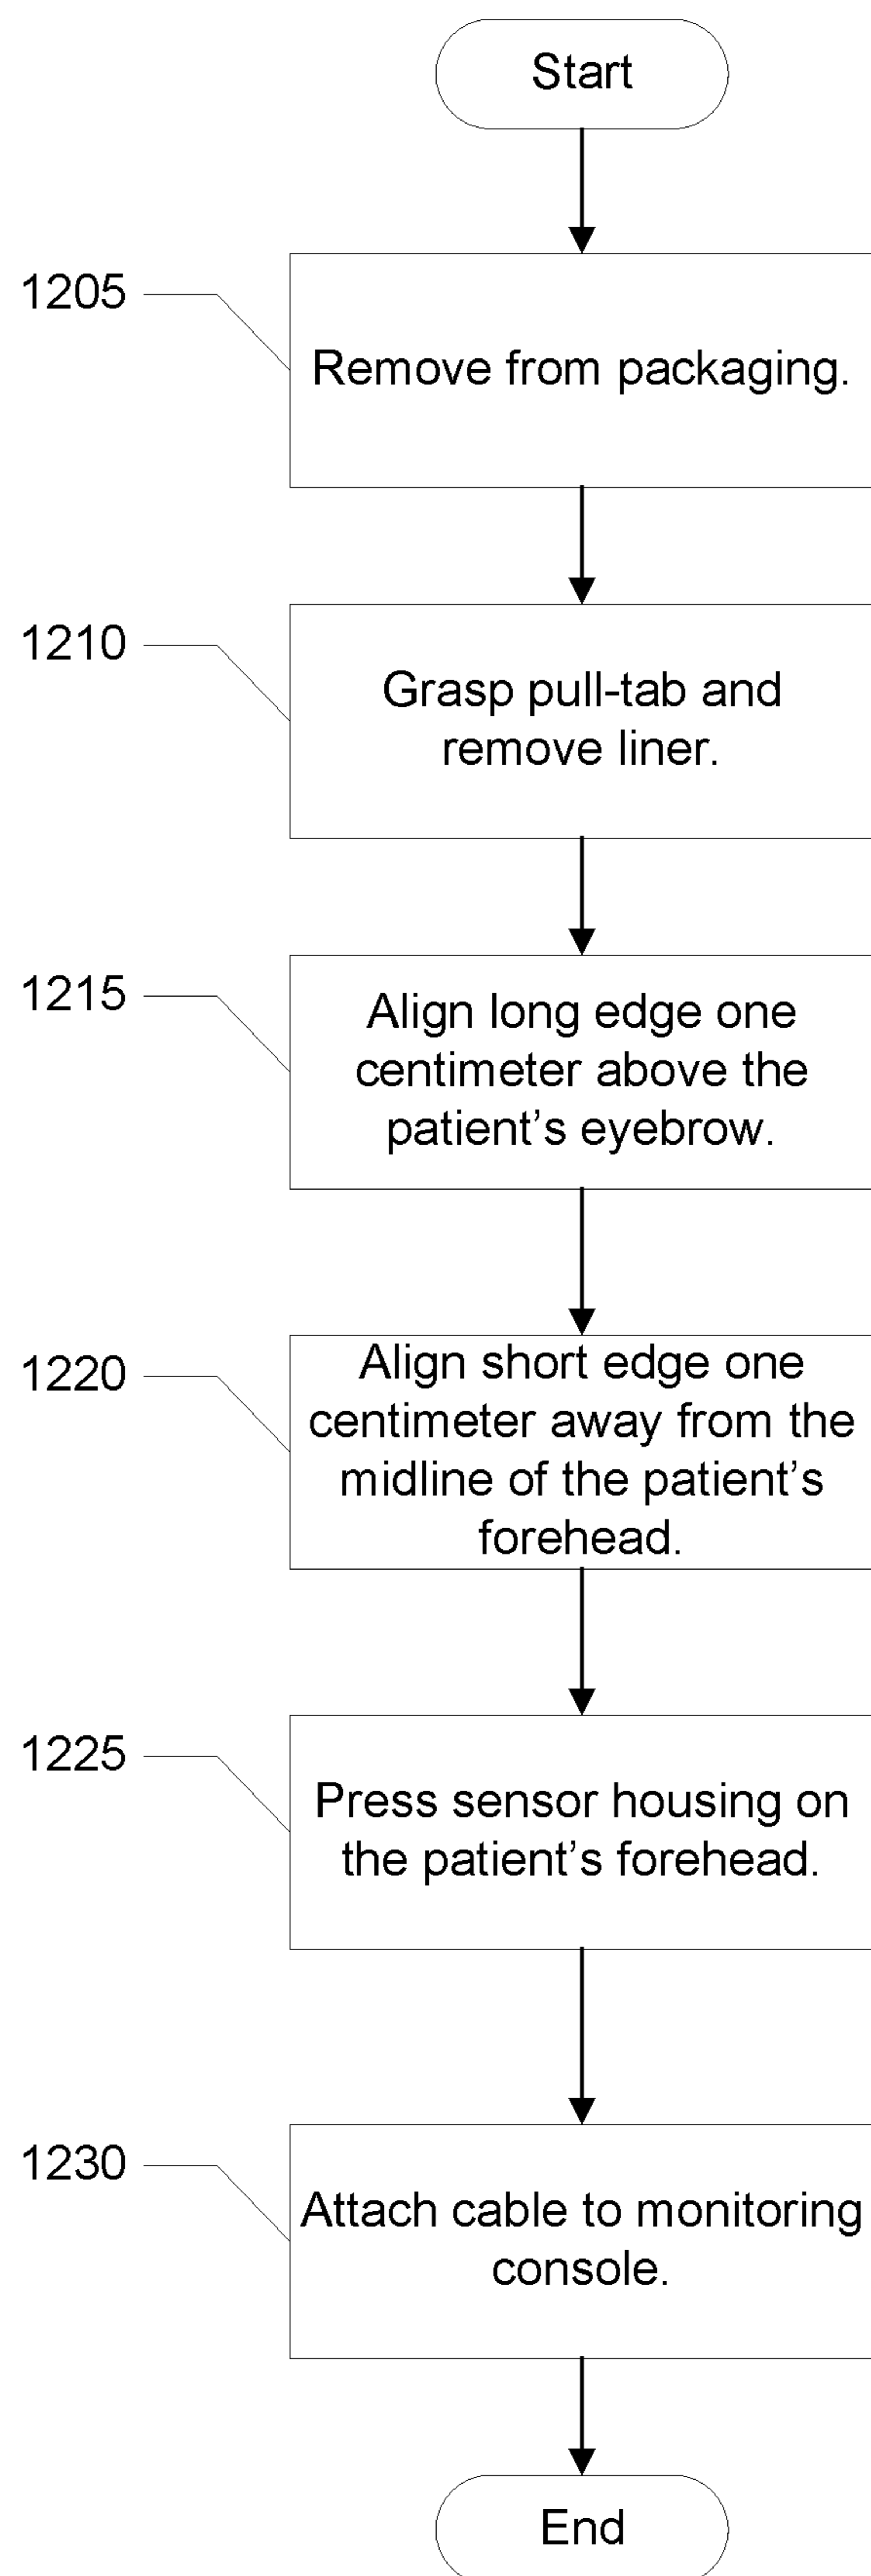 Start
1205
Remove from packaging.
1210
Grasp pull-tab and
remove liner.
1215
Align long edge one
centimeter above the
patient’s eyebrow.
1220
Align short edge one
centimeter away from the
midline of the patient’s
forehead.
1225
Press sensor housing on
the patient’s forehead.
1230
Attach cable to monitoring
console.
End